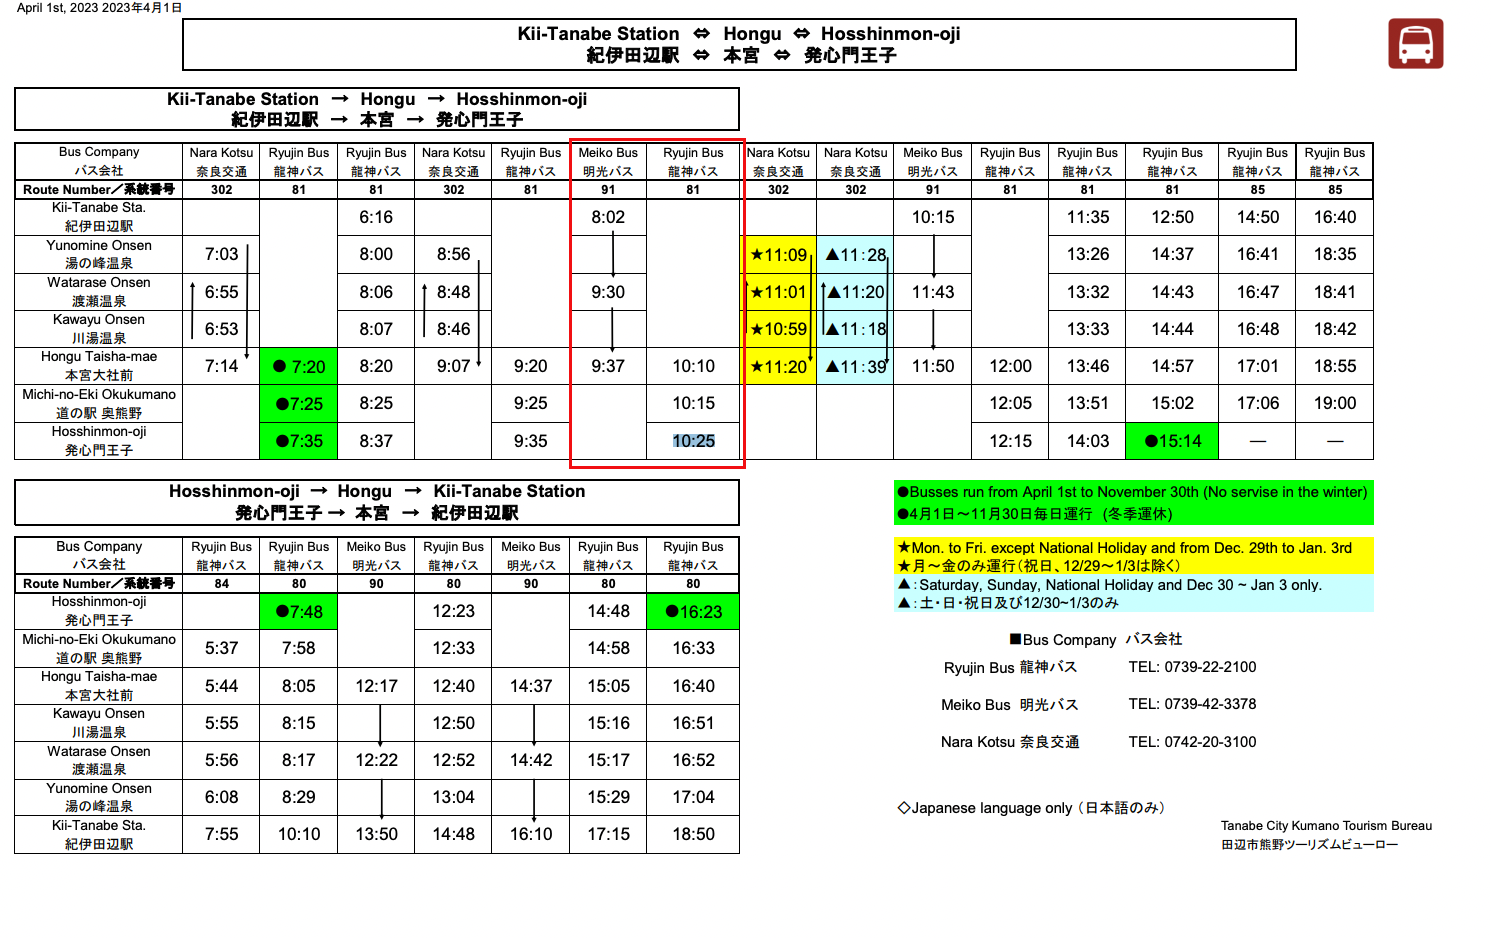 April 1st, 2023 2023年4月1日
Kii-Tanabe Station ⇔ Hongu ⇔ Hosshinmon-oji
紀伊田辺駅 ⇔ 本宮 ⇔ 発心門王子
Kii-Tanabe Station → Hongu → Hosshinmon-oji
紀伊田辺駅 → 本宮 → 発心門王子
Bus Company Nara Kotsu Ryujin Bus Ryujin Bus Nara Kotsu Ryujin Bus Meiko Bus Ryujin Bus Nara Kotsu Nara Kotsu Meiko Bus Ryujin Bus Ryujin Bus Ryujin Bus Ryujin Bus Ryujin Bus
バス会社 奈良交通 龍神バス 龍神バス 奈良交通 龍神バス 明光バス 龍神バス 奈良交通 奈良交通 明光バス 龍神バス 龍神バス 龍神バス 龍神バス 龍神バス
Route Number／系統番号 302 81 81 302 81 91 81 302 302 91 81 81 81 85 85
Kii-Tanabe Sta. 6:16 8:02 10:15 11:35 12:50 14:50 16:40
紀伊田辺駅
Yunomine Onsen 7:03 8:00 8:56 ★11:09 ▲11:28 13:26 14:37 16:41 18:35
湯の峰温泉
Watarase Onsen 6:55 8:06 8:48 9:30 ★11:01 ▲11:20 11:43 13:32 14:43 16:47 18:41
渡瀬温泉
Kawayu Onsen 6:53 8:07 8:46 ★10:59 ▲11:18 13:33 14:44 16:48 18:42
川湯温泉
Hongu Taisha-mae 7:14 ●7:20 8:20 9:07 9:20 9:37 10:10 ★11:20 ▲11:39 11:50 12:00 13:46 14:57 17:01 18:55
本宮大社前
Michi-no-Eki Okukumano ●7:25 8:25 9:25 10:15 12:05 13:51 15:02 17:06 19:00
道の駅 奥熊野
Hosshinmon-oji ●7:35 8:37 9:35 10:25 12:15 14:03 ●15:14 — —
発心門王子
Hosshinmon-oji → Hongu → Kii-Tanabe Station
発心門王子 → 本宮 → 紀伊田辺駅
Bus Company Ryujin Bus Ryujin Bus Meiko Bus Ryujin Bus Meiko Bus Ryujin Bus Ryujin Bus
バス会社 龍神バス 龍神バス 明光バス 龍神バス 明光バス 龍神バス 龍神バス
Route Number／系統番号 84 80 90 80 90 80 80
Hosshinmon-oji ●7:48 12:23 14:48 ●16:23
発心門王子
Michi-no-Eki Okukumano 5:37 7:58 12:33 14:58 16:33
道の駅 奥熊野
Hongu Taisha-mae 5:44 8:05 12:17 12:40 14:37 15:05 16:40
本宮大社前
Kawayu Onsen 5:55 8:15 12:50 15:16 16:51
川湯温泉
Watarase Onsen 5:56 8:17 12:22 12:52 14:42 15:17 16:52
渡瀬温泉
Yunomine Onsen 6:08 8:29 13:04 15:29 17:04
湯の峰温泉
Kii-Tanabe Sta. 7:55 10:10 13:50 14:48 16:10 17:15 18:50
紀伊田辺駅
●Busses run from April 1st to November 30th (No servise in the winter)
●4月1日～11月30日毎日運行 (冬季運休)
★Mon. to Fri. except National Holiday and from Dec. 29th to Jan. 3rd
★月～金のみ運行（祝日、12/29～1/3は除く）
▲：Saturday, Sunday, National Holiday and Dec 30 ~ Jan 3 only.
▲：土・日・祝日及び12/30~1/3のみ
■Bus Company バス会社
Ryujin Bus 龍神バス TEL: 0739-22-2100
Meiko Bus 明光バス TEL: 0739-42-3378
Nara Kotsu 奈良交通 TEL: 0742-20-3100
◇Japanese language only（日本語のみ）
Tanabe City Kumano Tourism Bureau
田辺市熊野ツーリズムビューロー